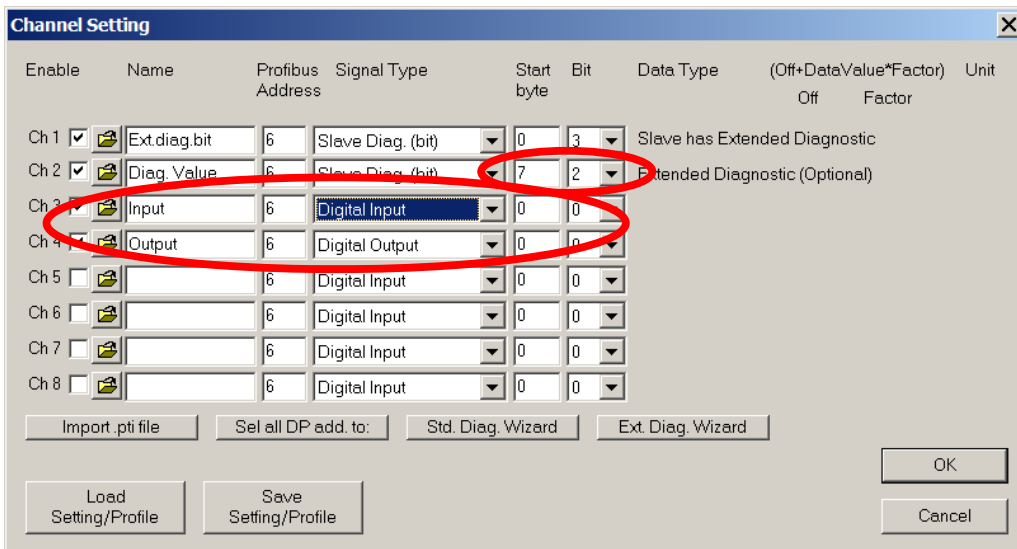 Channel Setting
Enable Name Profibus Address Signal Type Start byte Bit Data Type (Off+DataValue*Factor) Unit
Off Factor
Ch 1 Ext.diag.bit 6 Slave Diag. (bit) 0 3 Slave has Extended Diagnostic
Ch 2 Diag. Value 6 Slave Diag. (bit) 7 2 Extended Diagnostic (Optional)
Ch 3 Input 6 Digital Input 0 0
Ch 4 Output 6 Digital Output 0 0
Ch 5 6 Digital Input 0 0
Ch 6 6 Digital Input 0 0
Ch 7 6 Digital Input 0 0
Ch 8 6 Digital Input 0 0
Import .pti file Sel all DP add. to: Std. Diag. Wizard Ext. Diag. Wizard
OK
Load Setting/Profile Save Setting/Profile
Cancel